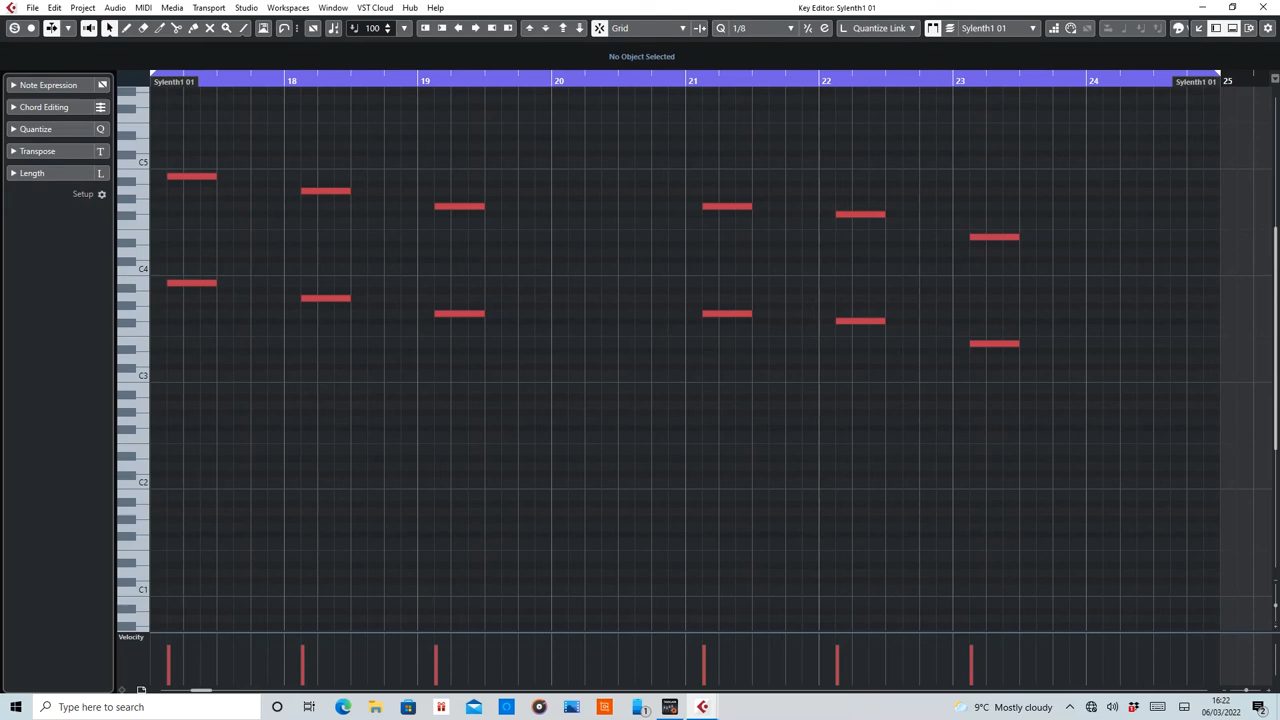 File Edit Project Audio MIDI Media Transport Studio Workspaces Window VST Cloud Hub Help Key Editor: Sylenth1 01
S 100 Grid Q 1/8 Quantize Link Sylenth1 01
No Object Selected
Note Expression
Chord Editing
Quantize Q
Transpose T
Length L
Setup
18 19 20 21 22 23 24 25
Sylenth1 01 Sylenth1 01
C5
C4
C3
C2
C1
Velocity
Type here to search
1
9°C Mostly cloudy
16:22
06/03/2022
2